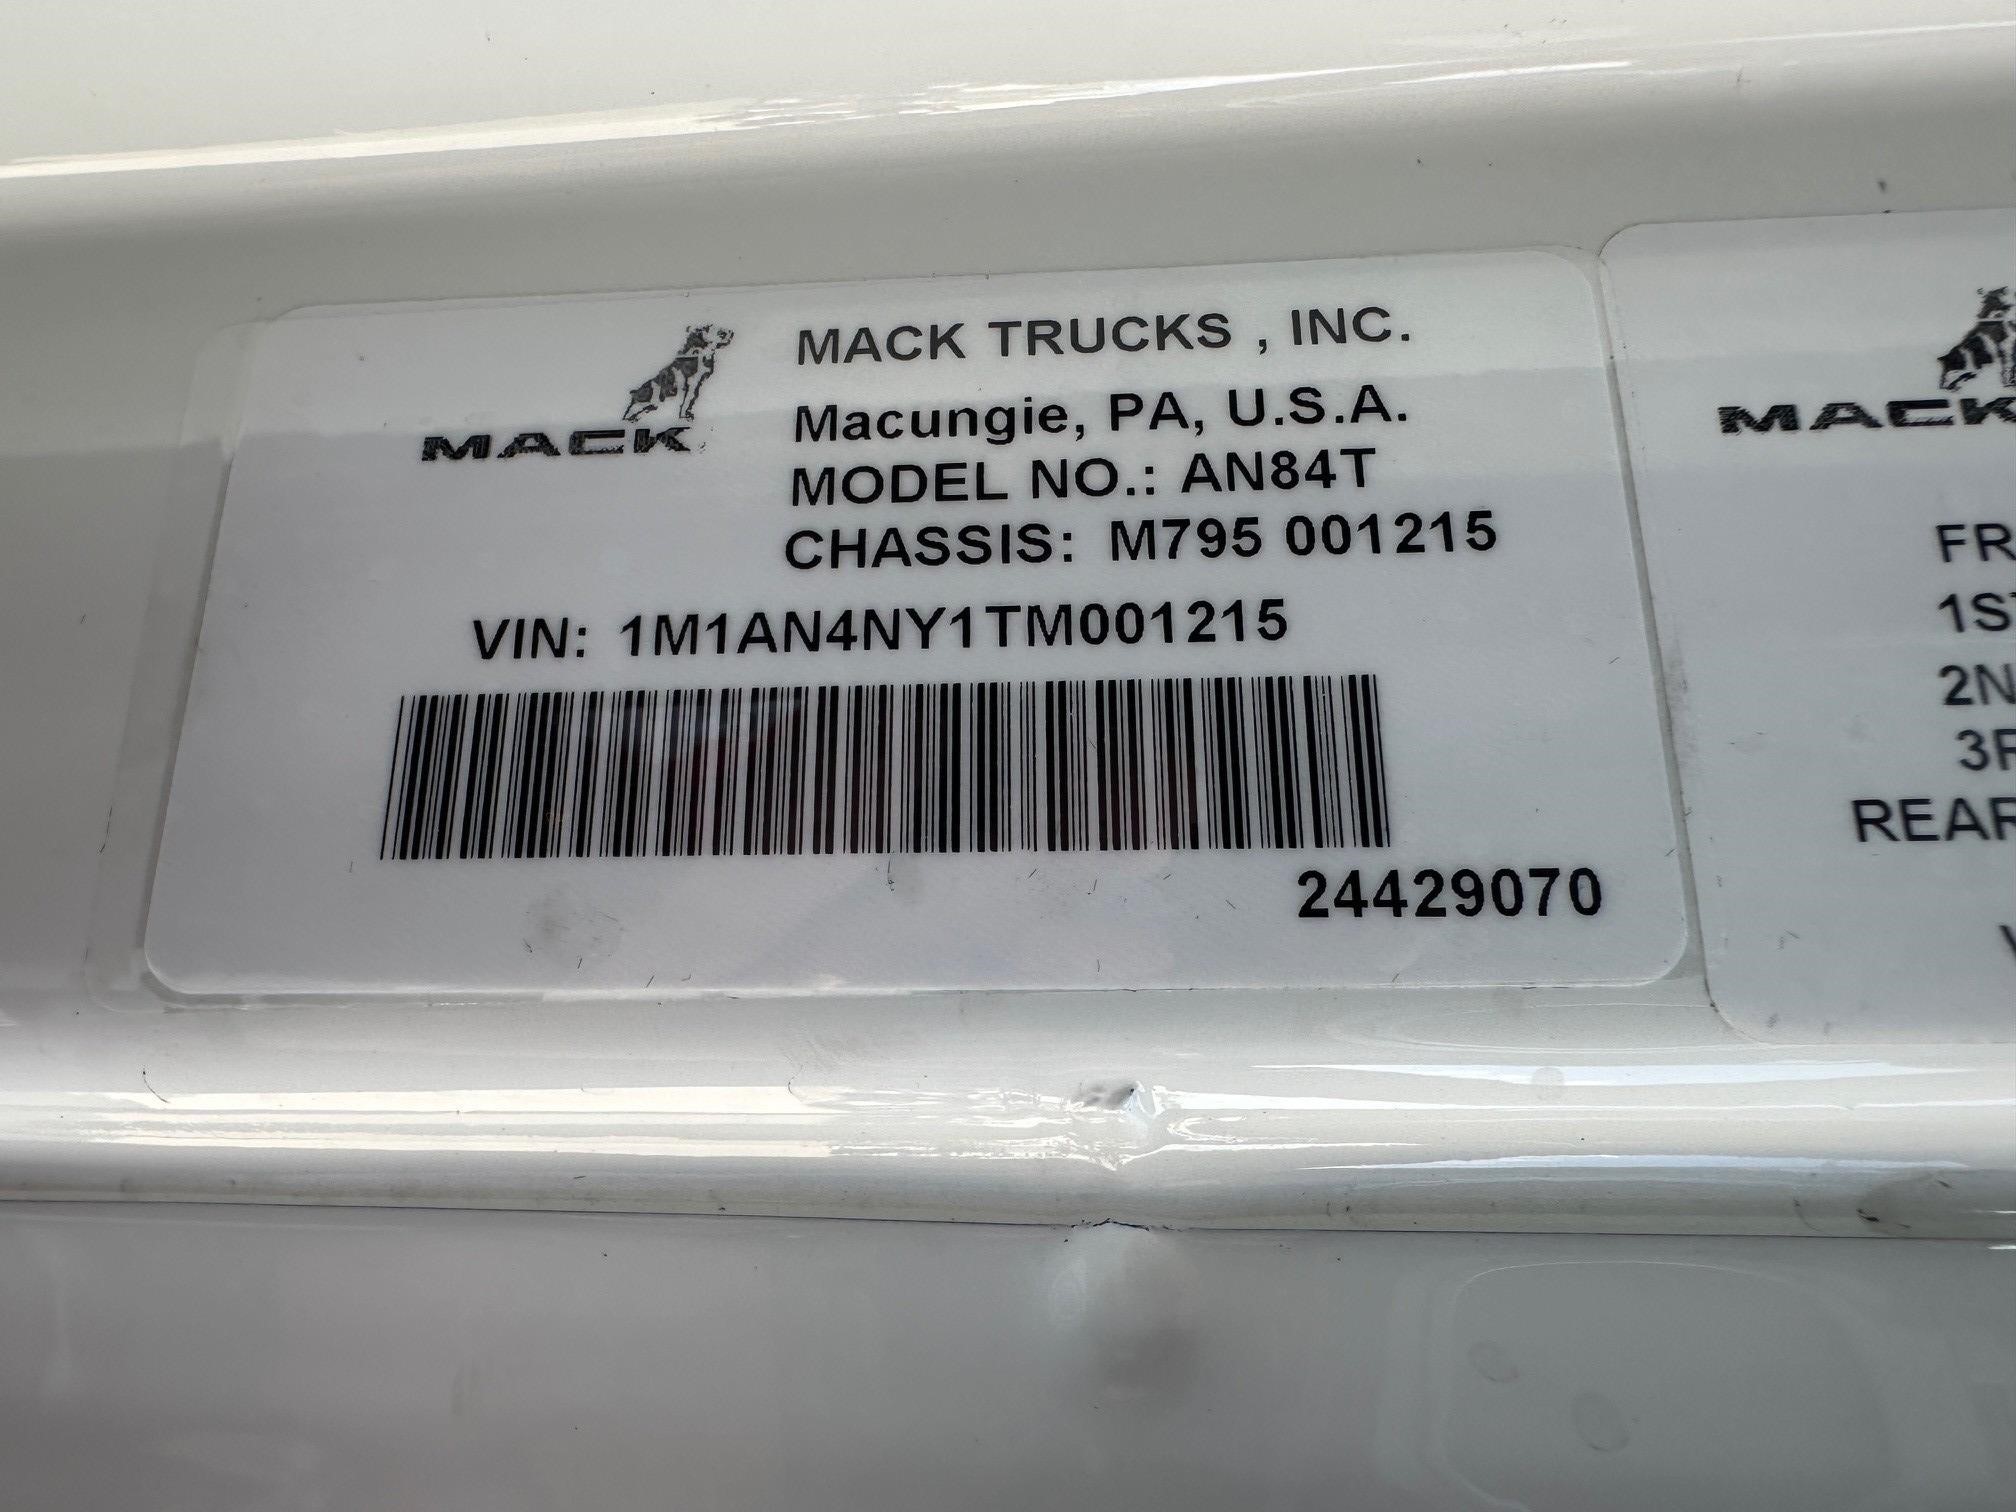 MACK
MACK TRUCKS , INC.
Macungie, PA, U.S.A.
MODEL NO.: AN84T
CHASSIS: M795 001215
VIN: 1M1AN4NY1TM001215
24429070
MACK
FR
1S
2N
3R
REAR